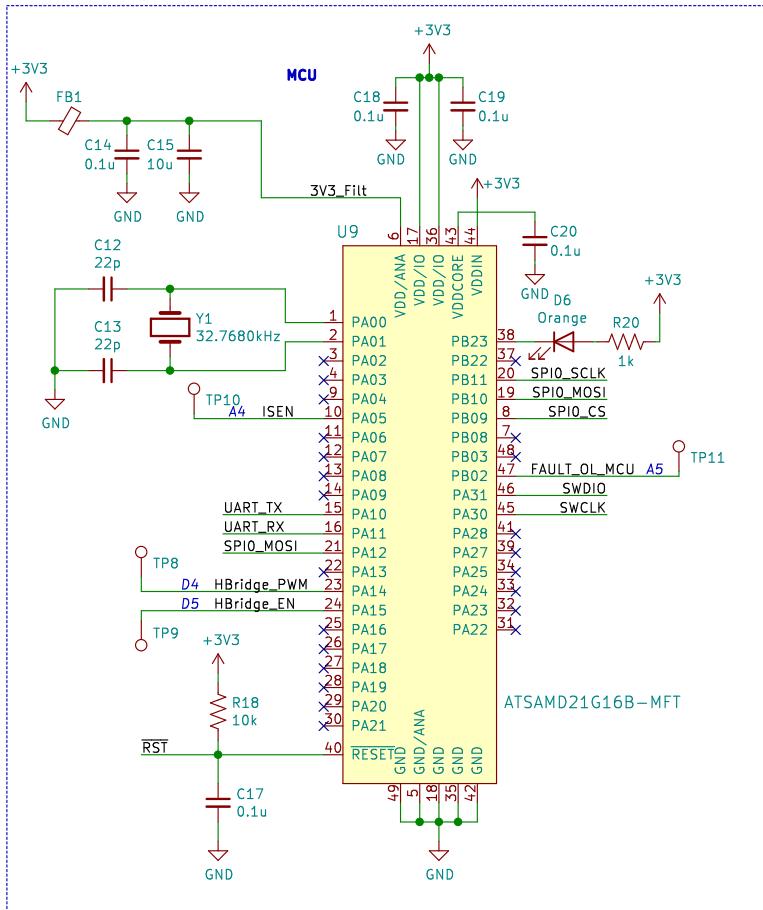 MCU
+3V3
+3V3
FB1
C14
0.1u
C15
10u
GND
GND
C18
0.1u
C19
0.1u
GND
GND
3V3_Filt
+3V3
C20
0.1u
GND
U9
6
17
36
43
44
VDD/ANA
VDD/IO
VDD/IO
VDDCORE
VDDIN
C12
22p
C13
22p
Y1
32.7680kHz
GND
D6
Orange
R20
1k
+3V3
1 PA00
2 PA01
3 PA02
4 PA03
9 PA04
10 PA05
11 PA06
12 PA07
13 PA08
14 PA09
15 PA10
16 PA11
21 PA12
22 PA13
23 PA14
24 PA15
25 PA16
26 PA17
27 PA18
28 PA19
29 PA20
30 PA21
40 RESET
PB23 38
PB22 37
PB11 20
PB10 19
PB09 8
PB08 7
PB03 48
PB02 47
PA31 46
PA30 45
PA28 41
PA27 39
PA25 34
PA24 33
PA23 32
PA22 31
TP10
A4 ISEN
UART_TX
UART_RX
SPI0_MOSI
TP8
D4 HBridge_PWM
D5 HBridge_EN
TP9
SPI0_SCLK
SPI0_MOSI
SPI0_CS
FAULT_OL_MCU A5
TP11
SWDIO
SWCLK
+3V3
R18
10k
RST
C17
0.1u
GND
ATSAMD21G16B-MFT
GND
GND/ANA
GND
GND
GND
49
5
18
35
42
GND